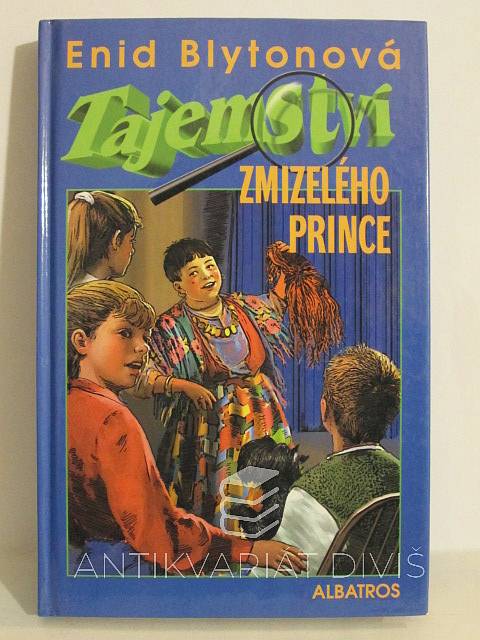 Enid Blytonová
Tajemství
ZMIZELÉHO
PRINCE
ANTIKVARIÁT DIVIŠ
ALBATROS